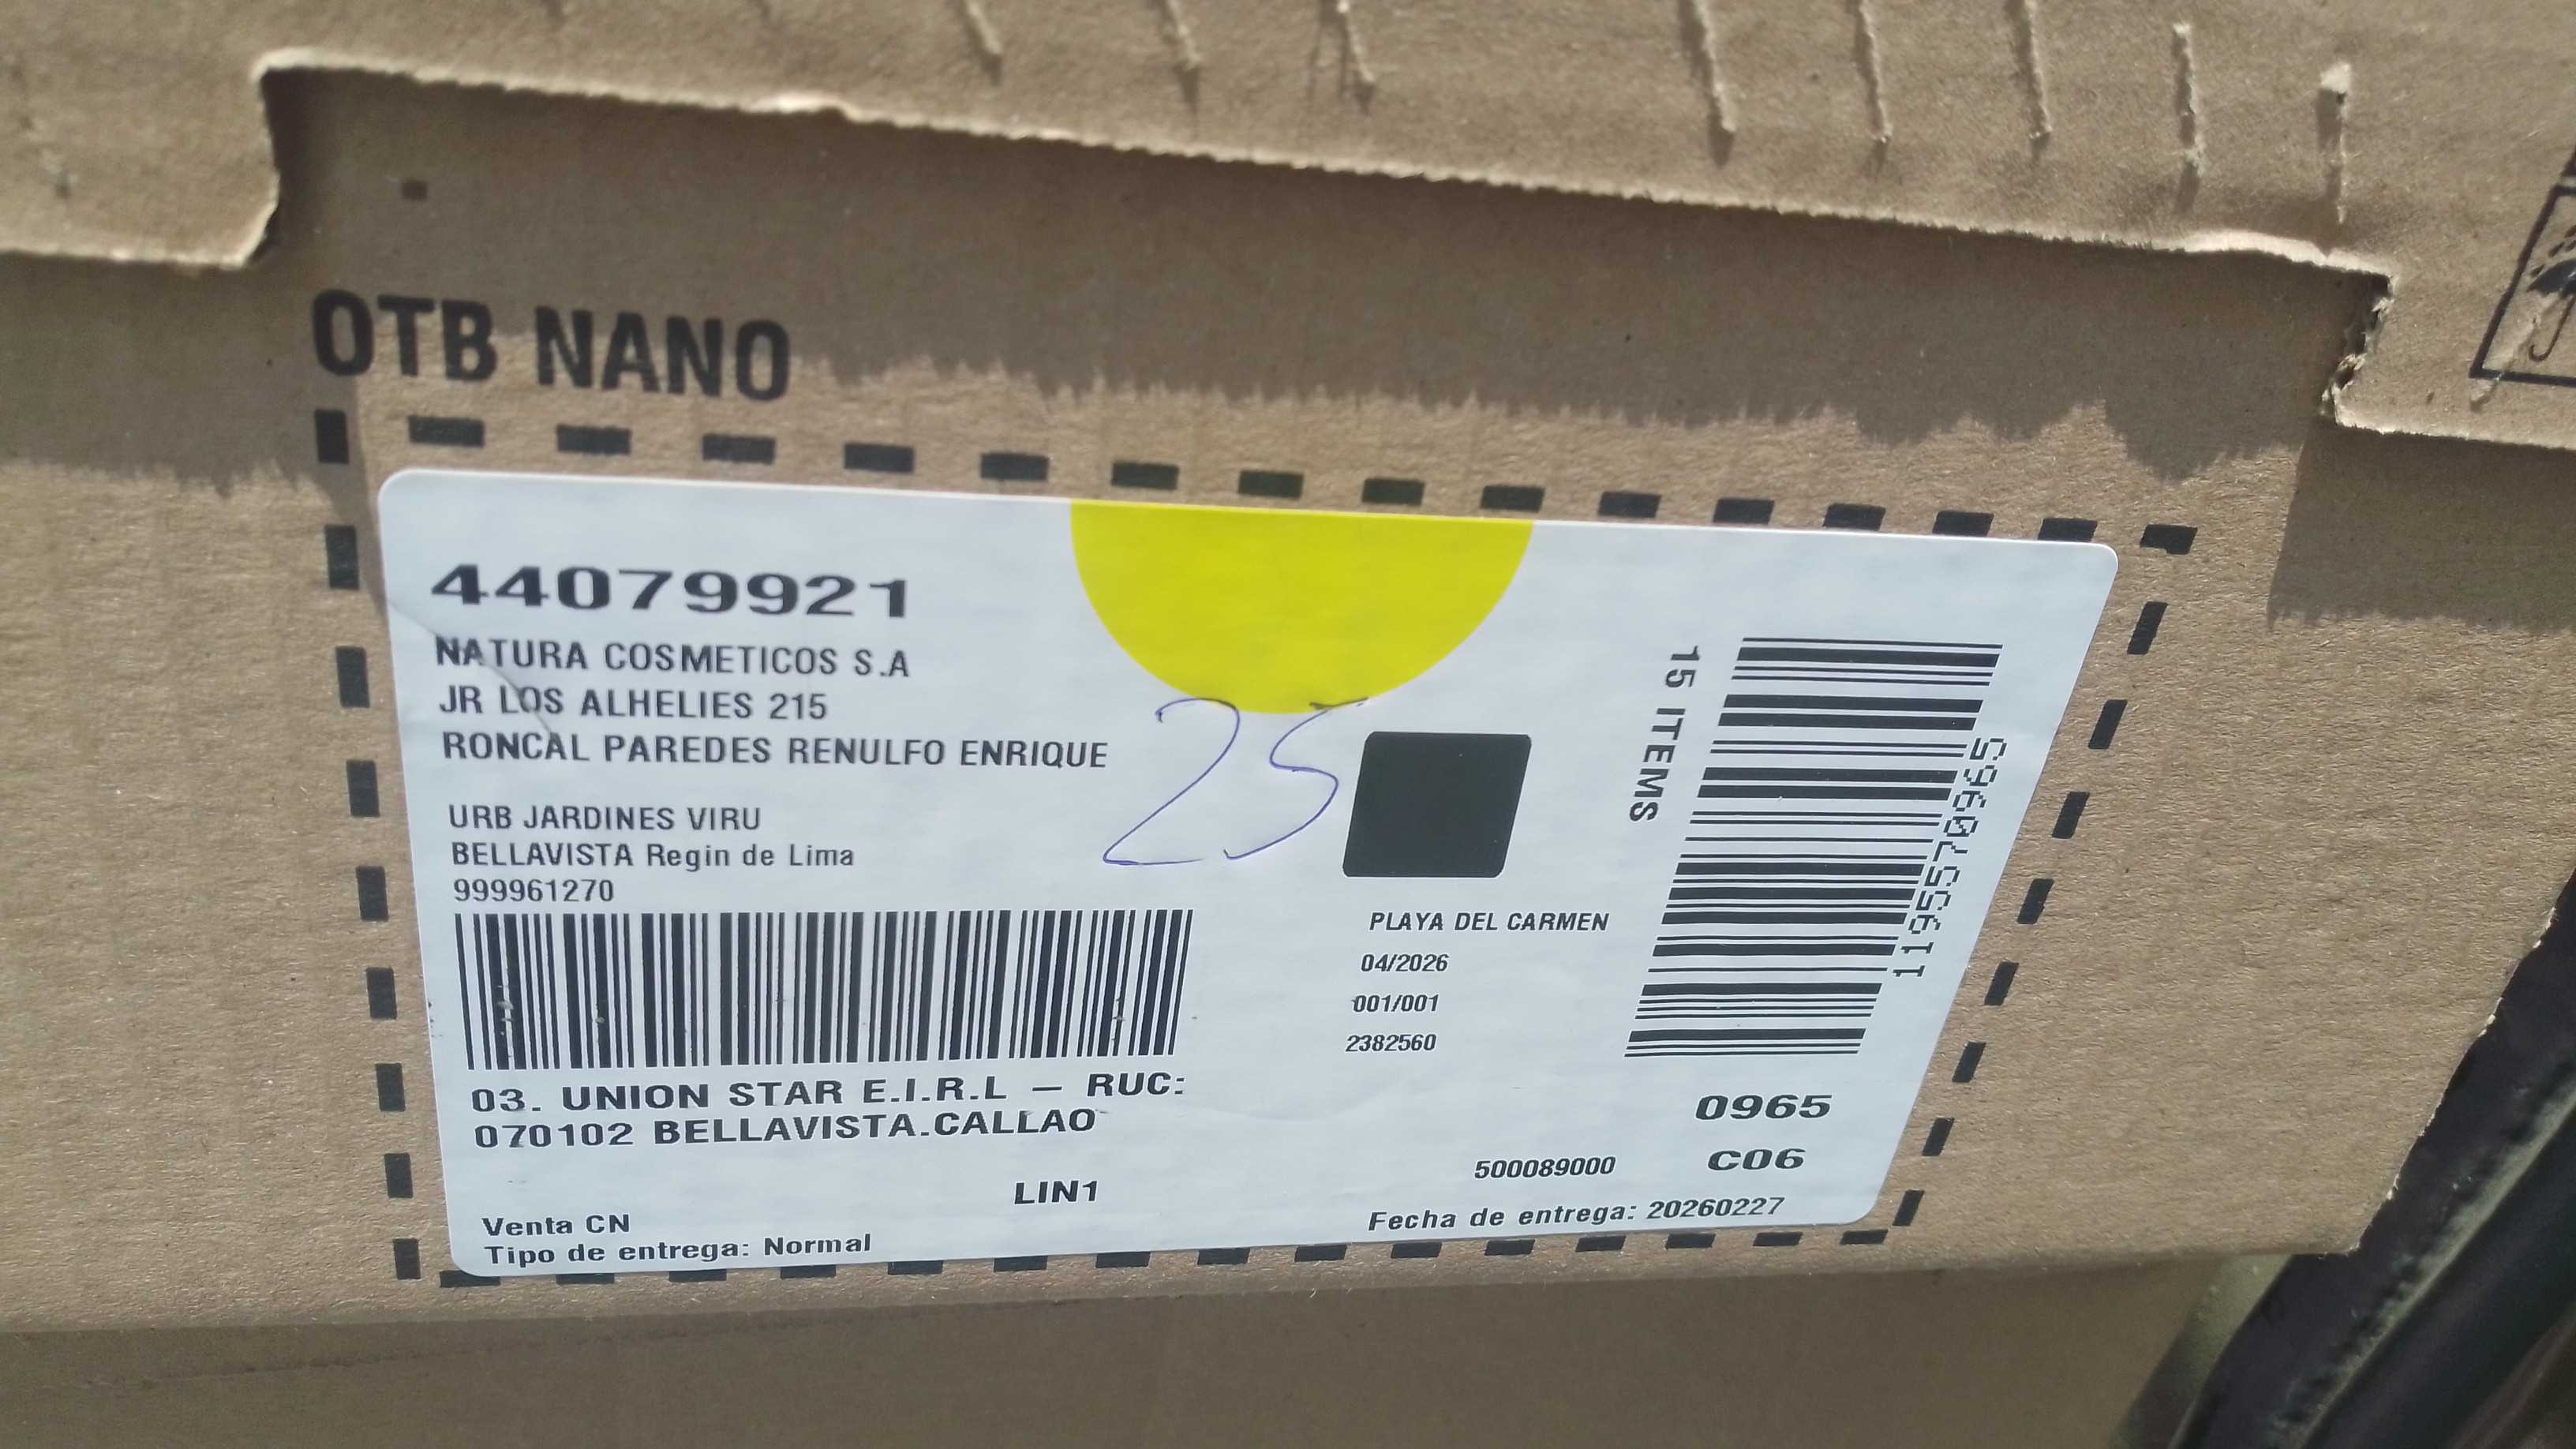 OTB NANO
44079921
NATURA COSMETICOS S.A
JR LOS ALHELIES 215
RONCAL PAREDES RENULFO ENRIQUE
25
URB JARDINES VIRU
BELLAVISTA Regin de Lima
999961270
15 ITEMS
11955570965
PLAYA DEL CARMEN
04/2026
001/001
2382560
03. UNION STAR E.I.R.L – RUC:
070102 BELLAVISTA.CALLAO
0965
500089000 C06
LIN1
Fecha de entrega: 20260227
Venta CN
Tipo de entrega: Normal